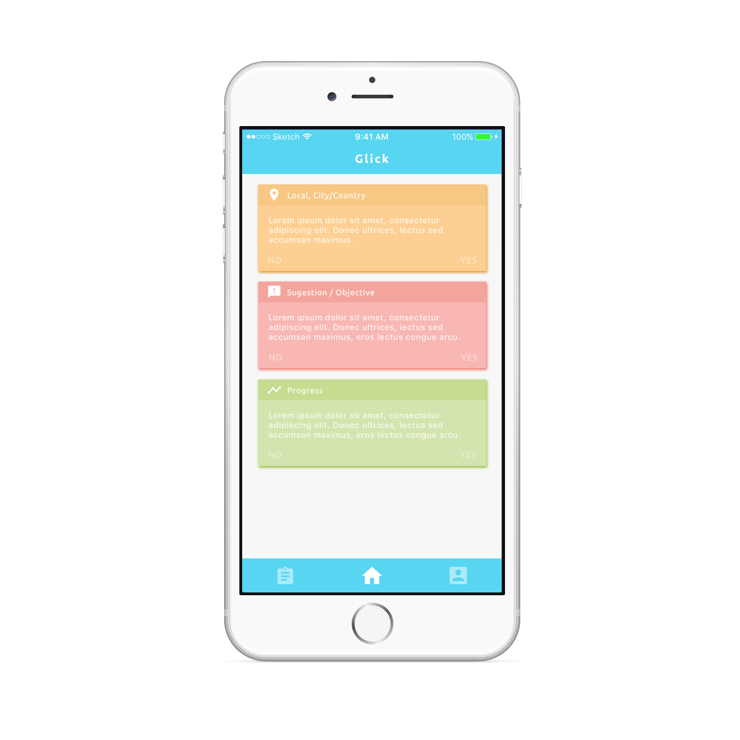 Sketch 9:41 AM 100%
Glick
Local, City/Country
Lorem ipsum dolor sit amet, consectetur
adipiscing elit. Donec ultrices, lectus sed
accumsan maximus.
NO YES
Sugestion / Objective
Lorem ipsum dolor sit amet, consectetur
adipiscing elit. Donec ultrices, lectus sed
accumsan maximus, eros lectus congue arcu.
NO YES
Progress
Lorem ipsum dolor sit amet, consectetur
adipiscing elit. Donec ultrices, lectus sed
accumsan maximus, eros lectus congue arcu.
NO YES